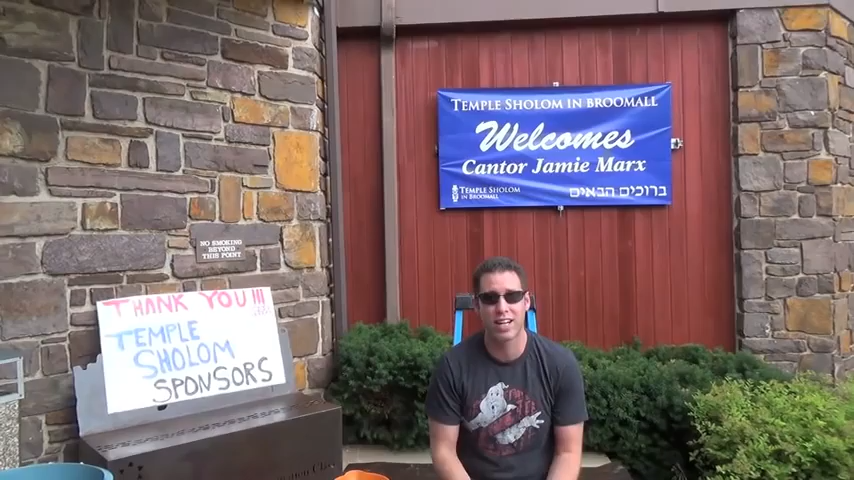 TEMPLE SHOLOM IN BROOMALL
Welcomes
Cantor Jamie Marx
TEMPLE SHOLOM
IN BROOMALL
ברוכים הבאים
NO SMOKING
BEYOND
THIS POINT
THANK YOU!!!
TEMPLE
SHOLOM
SPONSORS